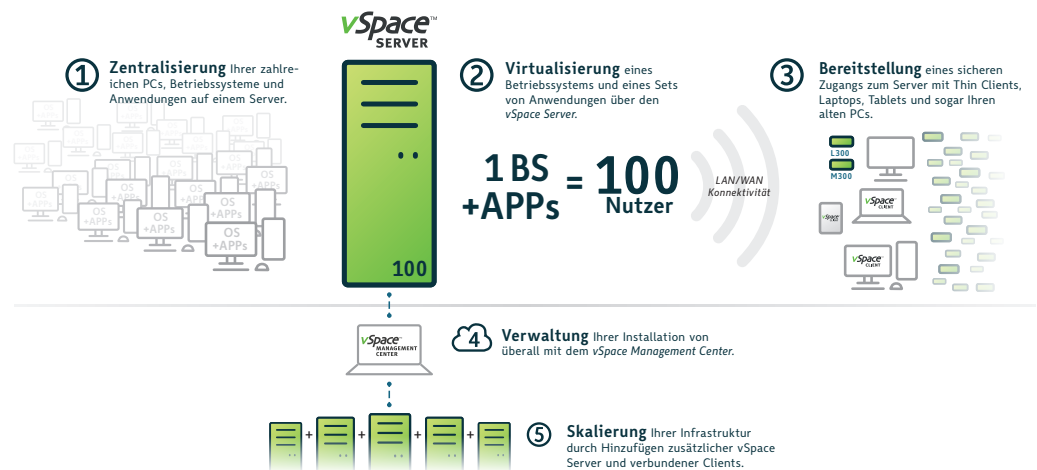 vSpace™
SERVER
1
Zentralisierung Ihrer zahlre-
ichen PCs, Betriebssysteme und
Anwendungen auf einem Server.
OS
+APPs
OS
+APPs
OS
+APPs
OS
+APPs
OS
+APPs
OS
+APPs
100
2
Virtualisierung eines
Betriebssystems und eines Sets
von Anwendungen über den
vSpace Server.
1 BS
+APPs
=
100
Nutzer
LAN/WAN
Konnektivität
3
Bereitstellung eines sicheren
Zugangs zum Server mit Thin Clients,
Laptops, Tablets und sogar Ihren
alten PCs.
L300
M300
vSpace™
CLIENT
vSpace
vSpace™
CLIENT
vSpace™
MANAGEMENT
CENTER
4
Verwaltung Ihrer Installation von
überall mit dem vSpace Management Center.
+ + + +
5
Skalierung Ihrer Infrastruktur
durch Hinzufügen zusätzlicher vSpace
Server und verbundener Clients.